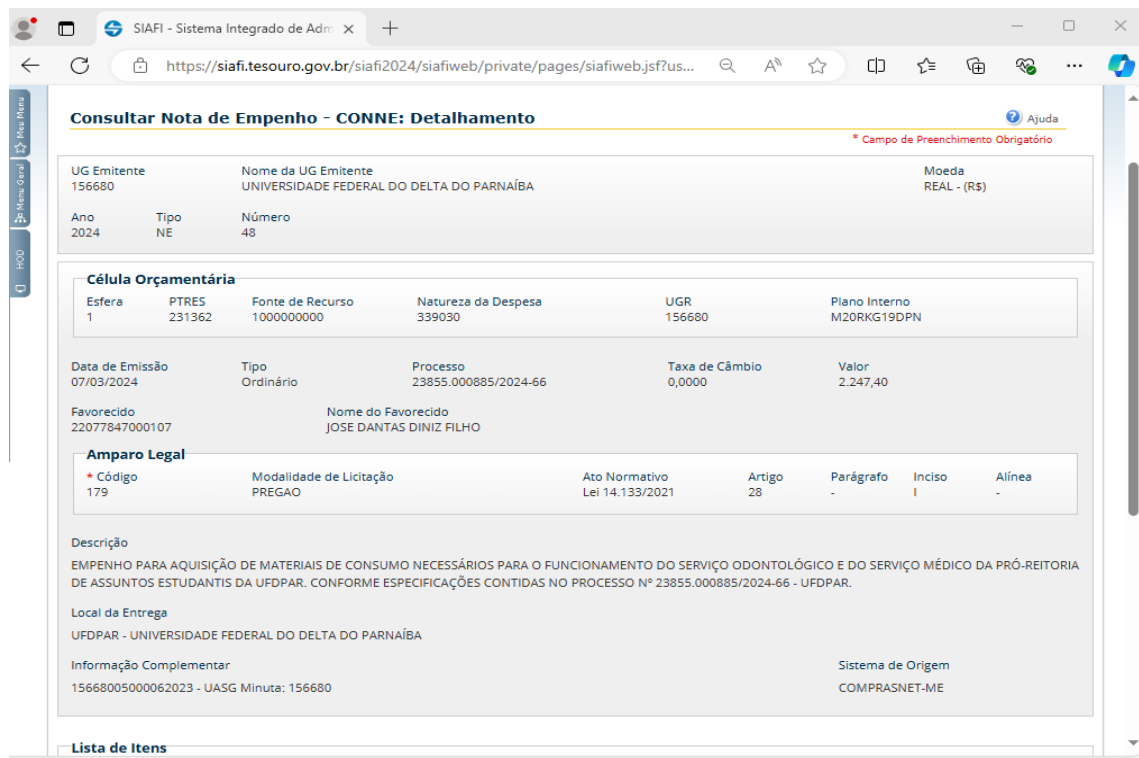 SIAFI - Sistema Integrado de Adm
https://siafi.tesouro.gov.br/siafi2024/siafiweb/private/pages/siafiweb.jsf?us...
Meu Menu
Menu Geral
HOD
Consultar Nota de Empenho - CONNE: Detalhamento
Ajuda
* Campo de Preenchimento Obrigatório
UG Emitente Nome da UG Emitente Moeda
156680 UNIVERSIDADE FEDERAL DO DELTA DO PARNAÍBA REAL - (R$)
Ano Tipo Número
2024 NE 48
Célula Orçamentária
Esfera PTRES Fonte de Recurso Natureza da Despesa UGR Plano Interno
1 231362 1000000000 339030 156680 M20RKG19DPN
Data de Emissão Tipo Processo Taxa de Câmbio Valor
07/03/2024 Ordinário 23855.000885/2024-66 0,0000 2.247,40
Favorecido Nome do Favorecido
22077847000107 JOSE DANTAS DINIZ FILHO
Amparo Legal
* Código Modalidade de Licitação Ato Normativo Artigo Parágrafo Inciso Alínea
179 PREGAO Lei 14.133/2021 28 - I -
Descrição
EMPENHO PARA AQUISIÇÃO DE MATERIAIS DE CONSUMO NECESSÁRIOS PARA O FUNCIONAMENTO DO SERVIÇO ODONTOLÓGICO E DO SERVIÇO MÉDICO DA PRÓ-REITORIA
DE ASSUNTOS ESTUDANTIS DA UFDPAR. CONFORME ESPECIFICAÇÕES CONTIDAS NO PROCESSO Nº 23855.000885/2024-66 - UFDPAR.
Local da Entrega
UFDPAR - UNIVERSIDADE FEDERAL DO DELTA DO PARNAÍBA
Informação Complementar Sistema de Origem
15668005000062023 - UASG Minuta: 156680 COMPRASNET-ME
Lista de Itens